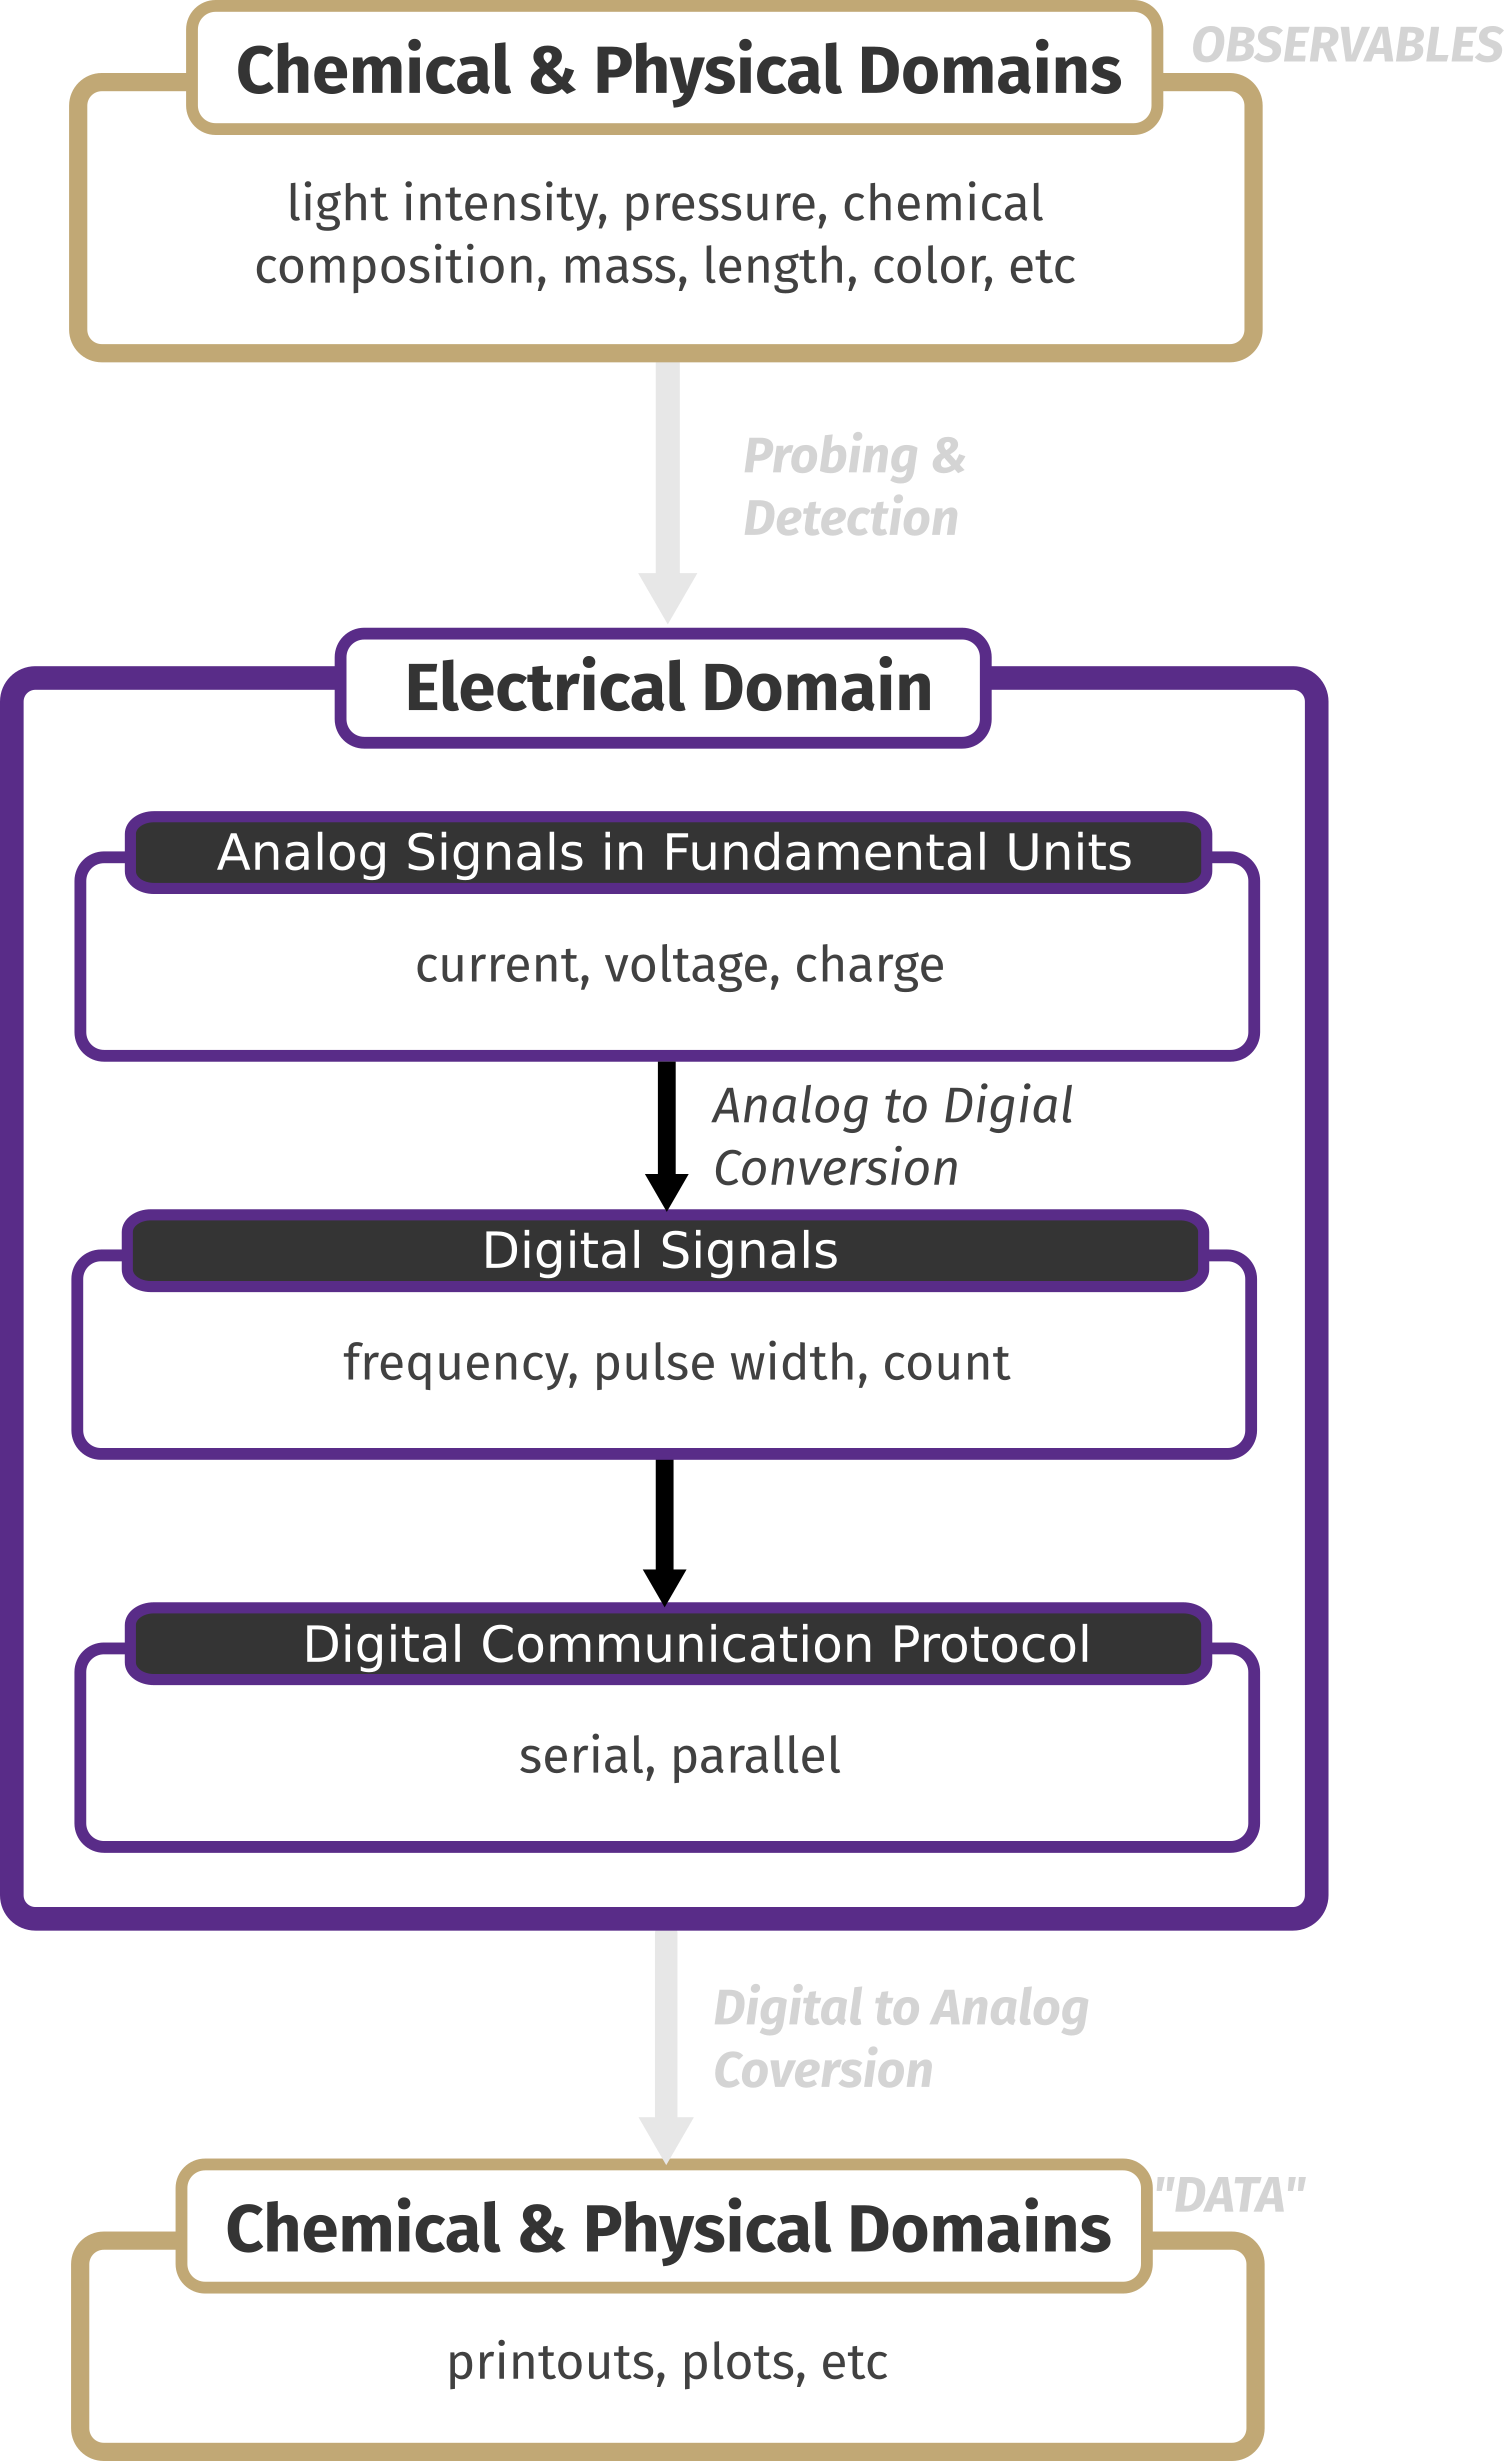 OBSERVABLES
Chemical & Physical Domains
light intensity, pressure, chemical
composition, mass, length, color, etc
Probing &
Detection
Electrical Domain
Analog Signals in Fundamental Units
current, voltage, charge
Analog to Digial
Conversion
Digital Signals
frequency, pulse width, count
Digital Communication Protocol
serial, parallel
Digital to Analog
Coversion
"DATA"
Chemical & Physical Domains
printouts, plots, etc